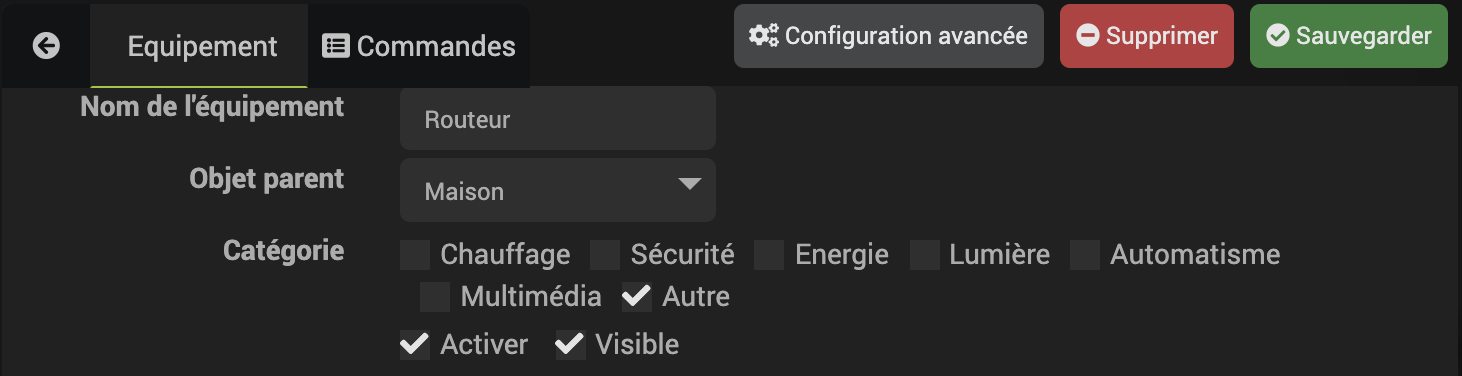 Equipement Commandes Configuration avancée Supprimer Sauvegarder
Nom de l'équipement Routeur
Objet parent Maison
Catégorie Chauffage Sécurité Energie Lumière Automatisme
Multimédia Autre
Activer Visible